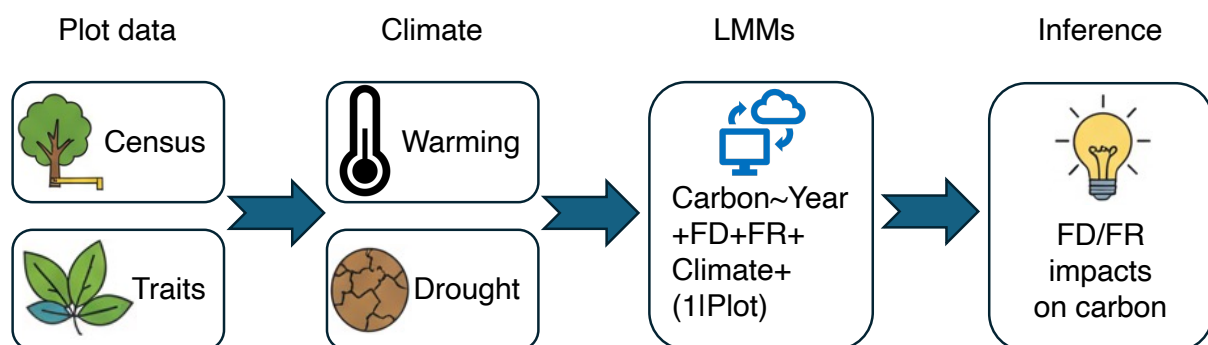 Plot data
Climate
LMMs
Inference
Census
Traits
Warming
Drought
Carbon~Year
+FD+FR+
Climate+
(1|Plot)
FD/FR
impacts
on carbon